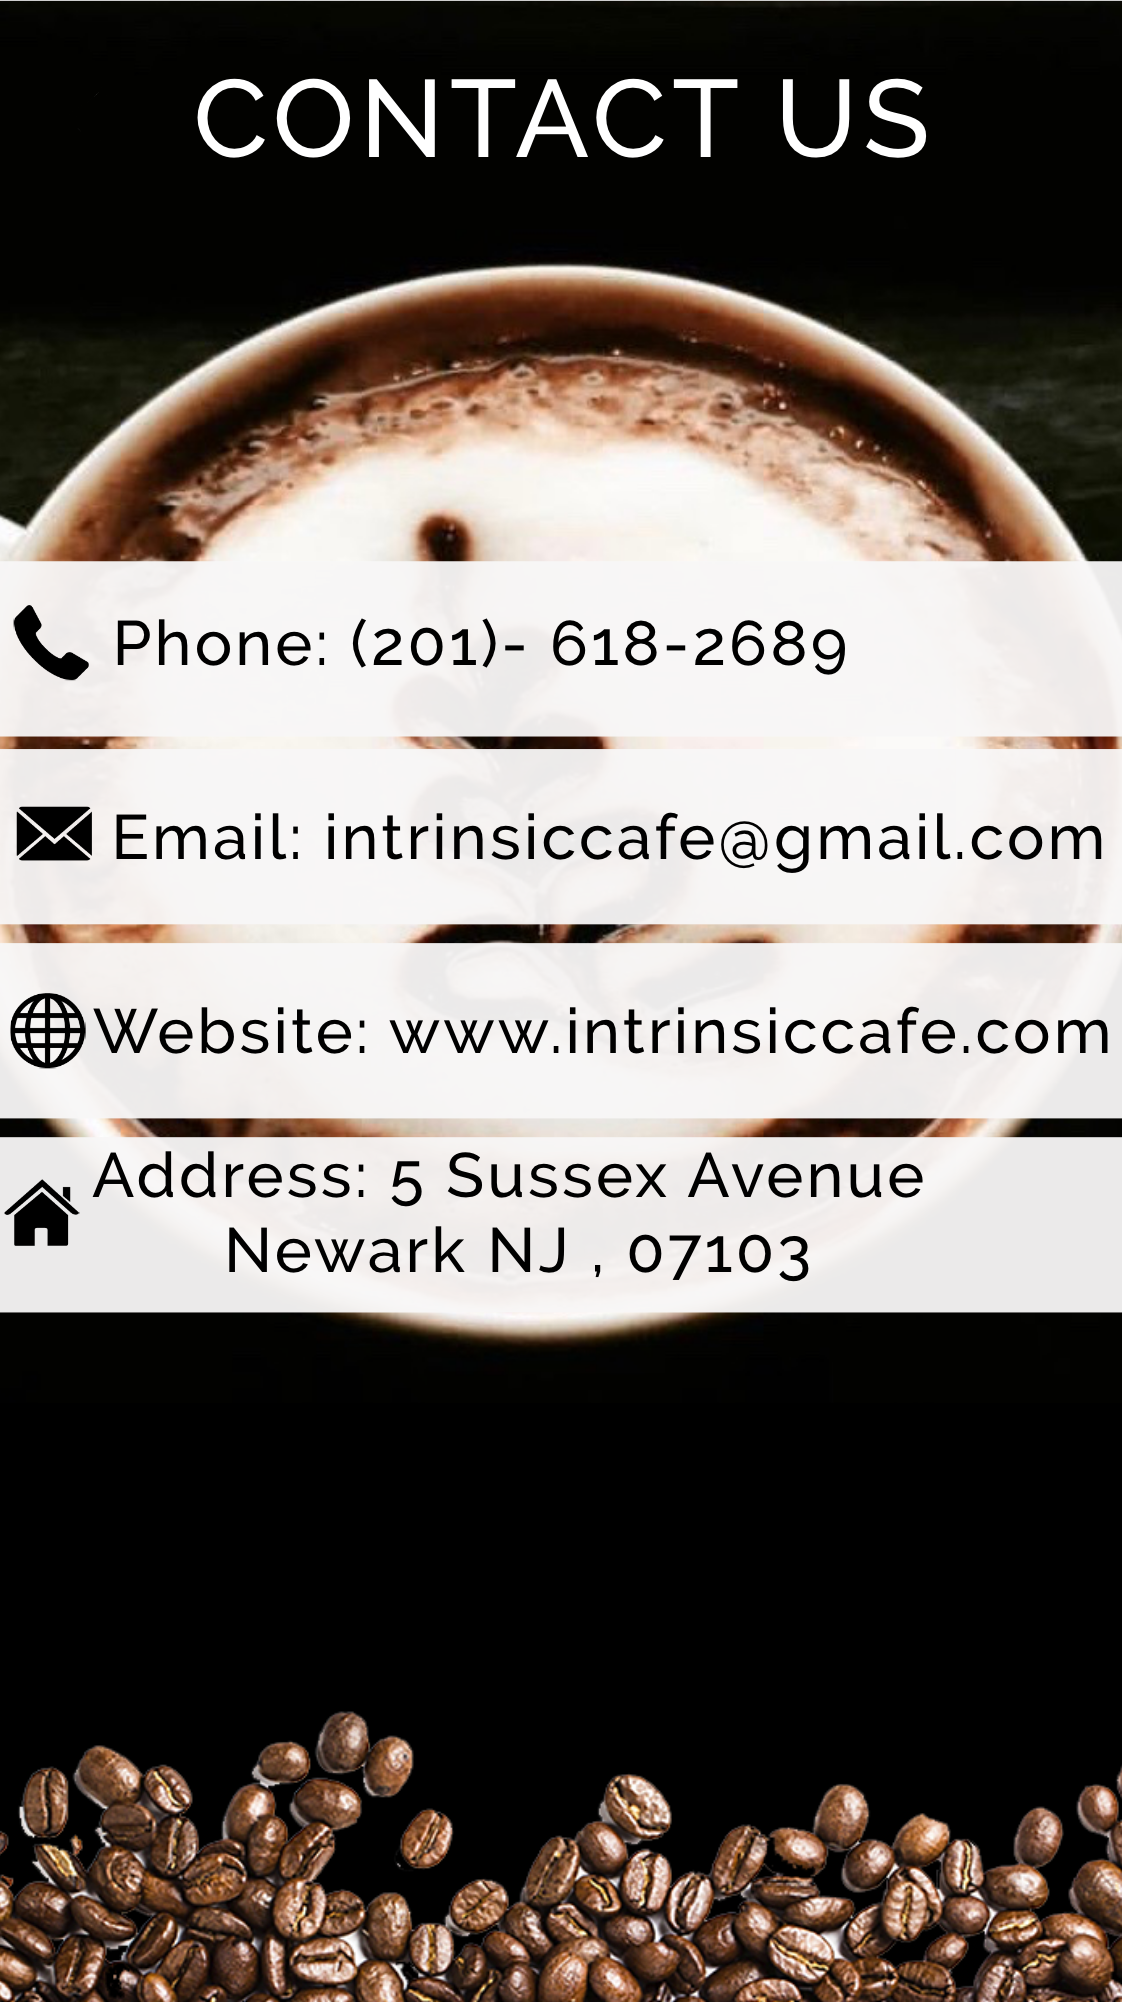 CONTACT US
Phone: (201)- 618-2689
Email: intrinsiccafe@gmail.com
Website: www.intrinsiccafe.com
Address: 5 Sussex Avenue
Newark NJ , 07103